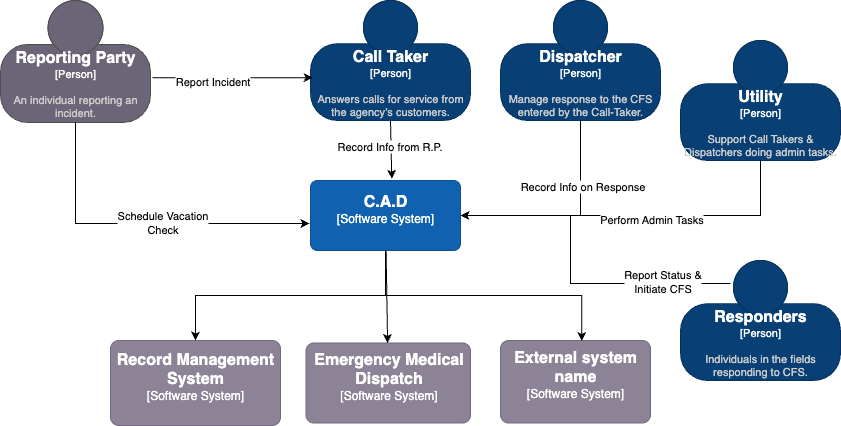 Reporting Party
[Person]
An individual reporting an
incident.
Report Incident
Call Taker
[Person]
Answers calls for service from
the agency's customers.
Dispatcher
[Person]
Manage response to the CFS
entered by the Call-Taker.
Utility
[Person]
Support Call Takers &
Dispatchers doing admin tasks.
Record Info from R.P.
Record Info on Response
Schedule Vacation
Check
C.A.D
[Software System]
Perform Admin Tasks
Report Status &
Initiate CFS
Responders
[Person]
Individuals in the fields
responding to CFS.
Record Management
System
[Software System]
Emergency Medical
Dispatch
[Software System]
External system
name
[Software System]